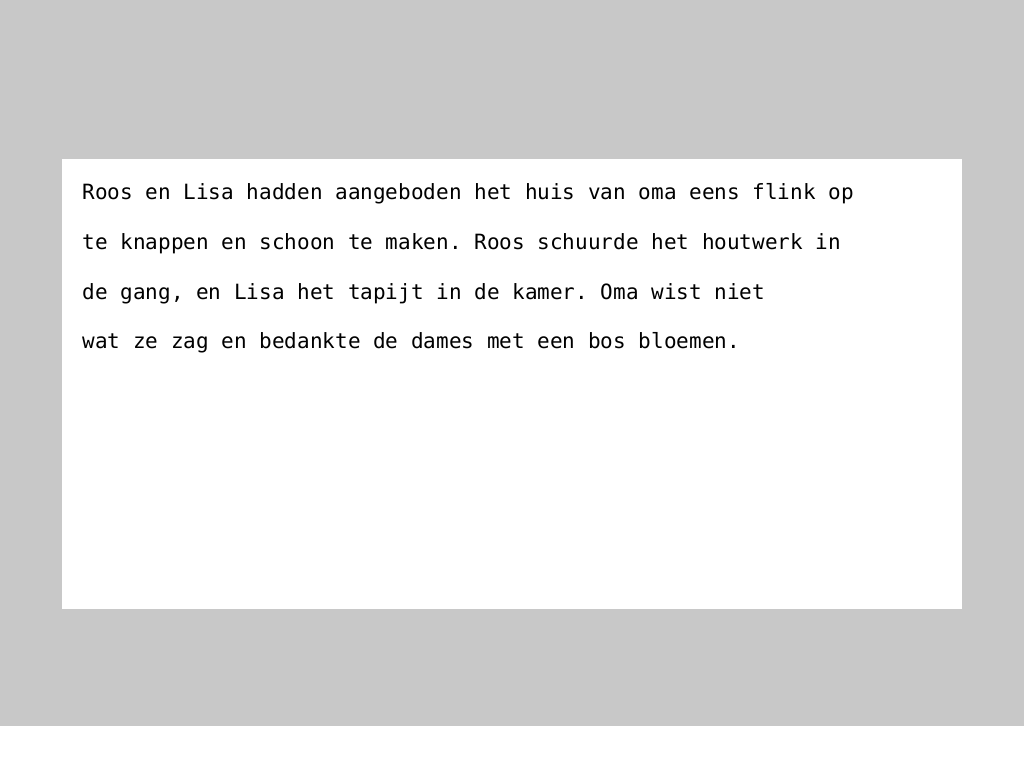 Roos en Lisa hadden aangeboden het huis van oma eens flink op
te knappen en schoon te maken. Roos schuurde het houtwerk in
de gang, en Lisa het tapijt in de kamer. Oma wist niet
wat ze zag en bedankte de dames met een bos bloemen.